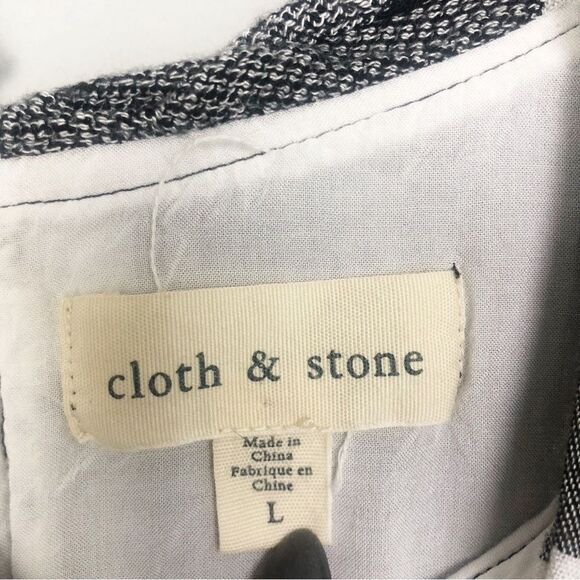 cloth & stone
Made in
China
Fabrique en
Chine
L